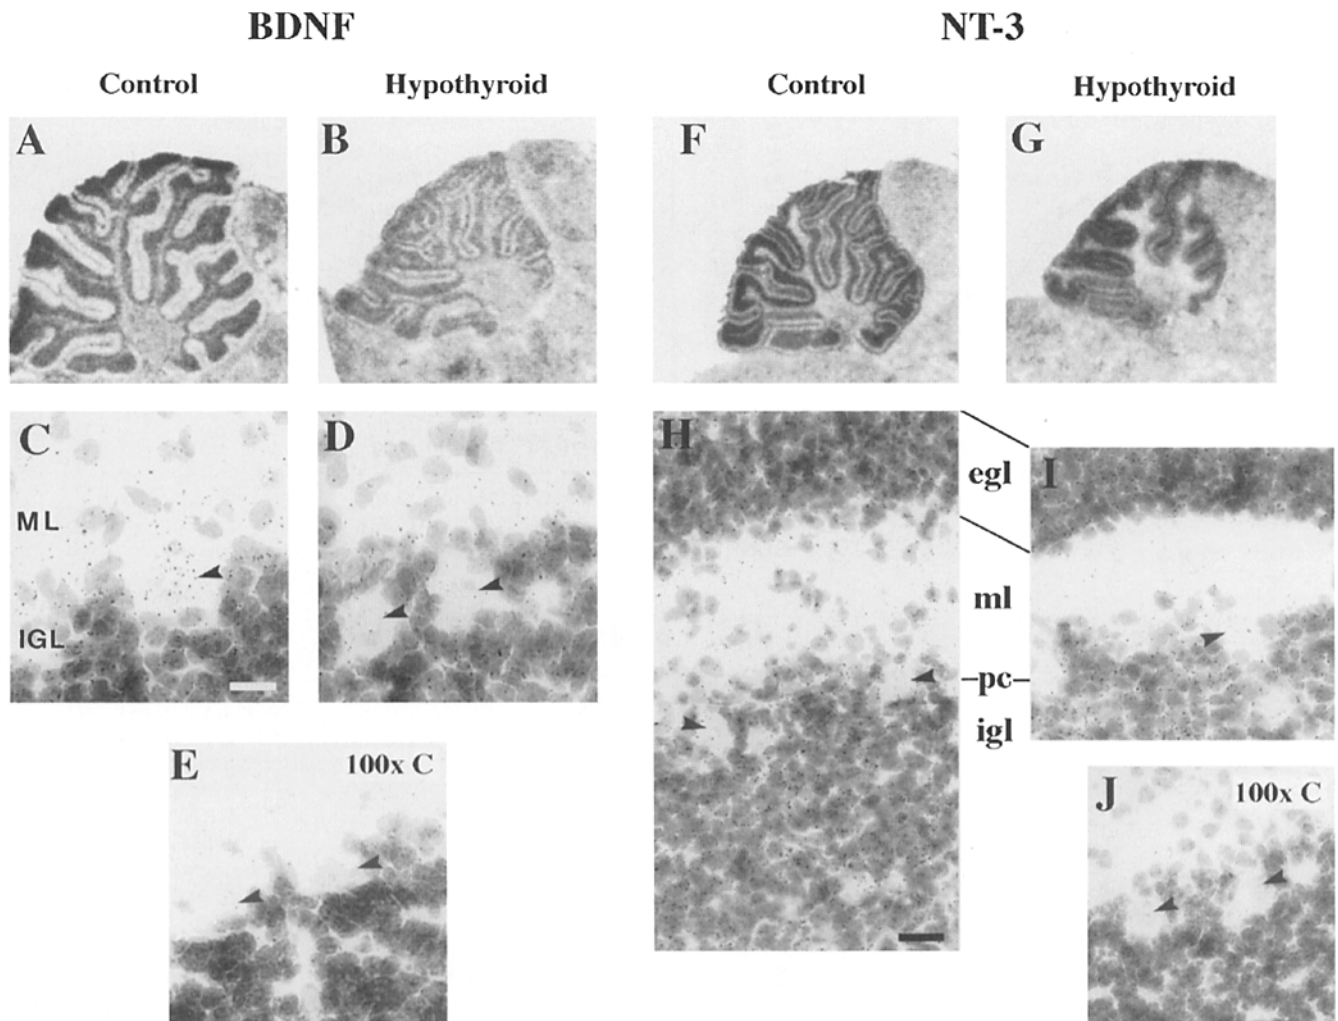 BDNF
NT-3
Control
Hypothyroid
Control
Hypothyroid
A
B
F
G
C
D
H
I
ML
IGL
egl
ml
pc
igl
E
100x C
J
100x C